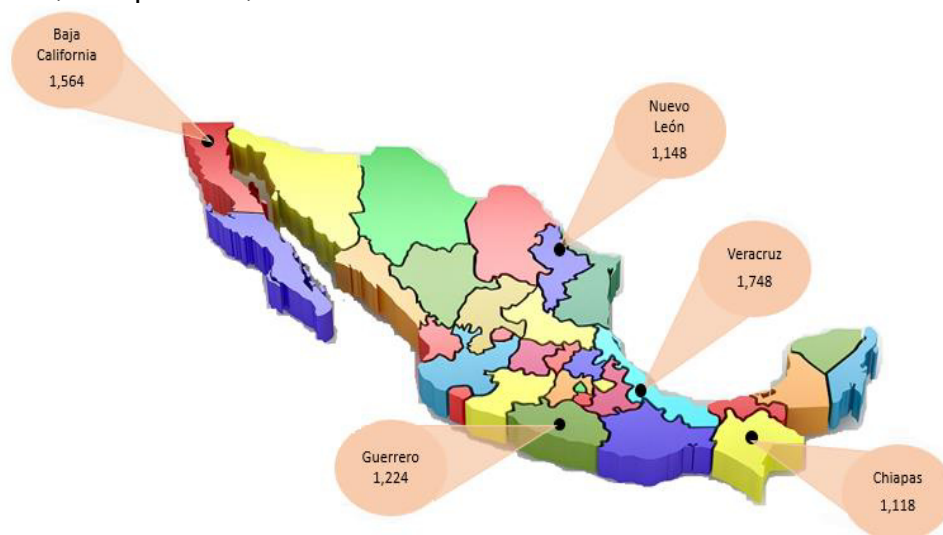 Baja
California
1,564
Nuevo
León
1,148
Veracruz
1,748
Guerrero
1,224
Chiapas
1,118